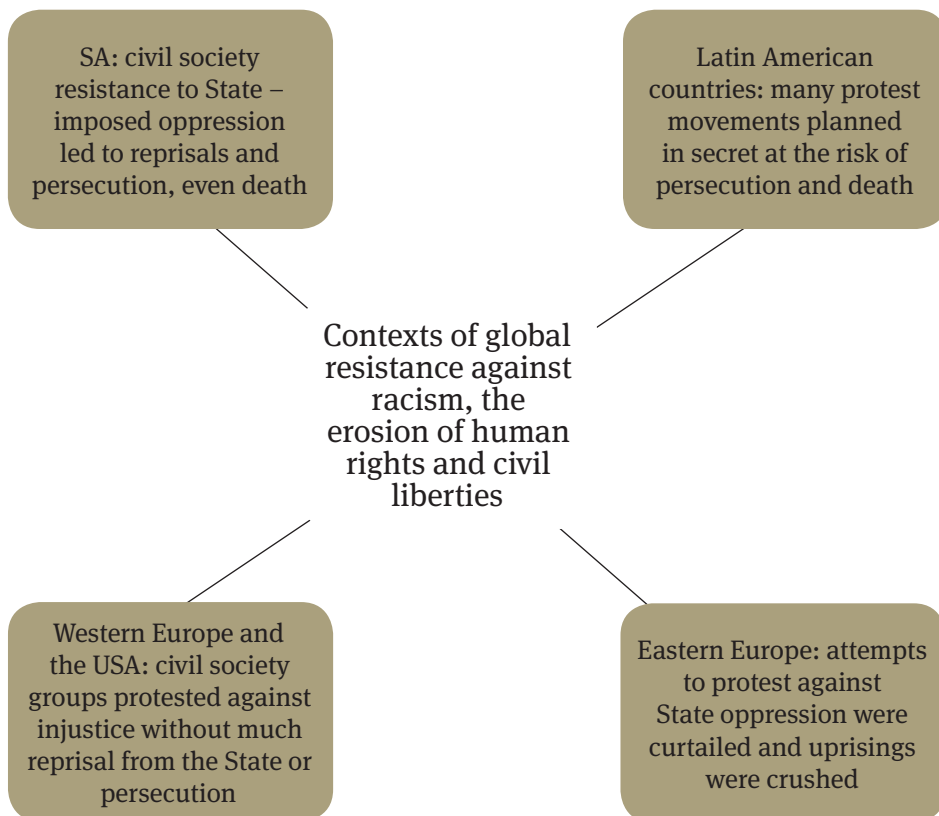 SA: civil society
resistance to State –
imposed oppression
led to reprisals and
persecution, even death
Latin American
countries: many protest
movements planned
in secret at the risk of
persecution and death
Contexts of global
resistance against
racism, the
erosion of human
rights and civil
liberties
Western Europe and
the USA: civil society
groups protested against
injustice without much
reprisal from the State or
persecution
Eastern Europe: attempts
to protest against
State oppression were
curtailed and uprisings
were crushed